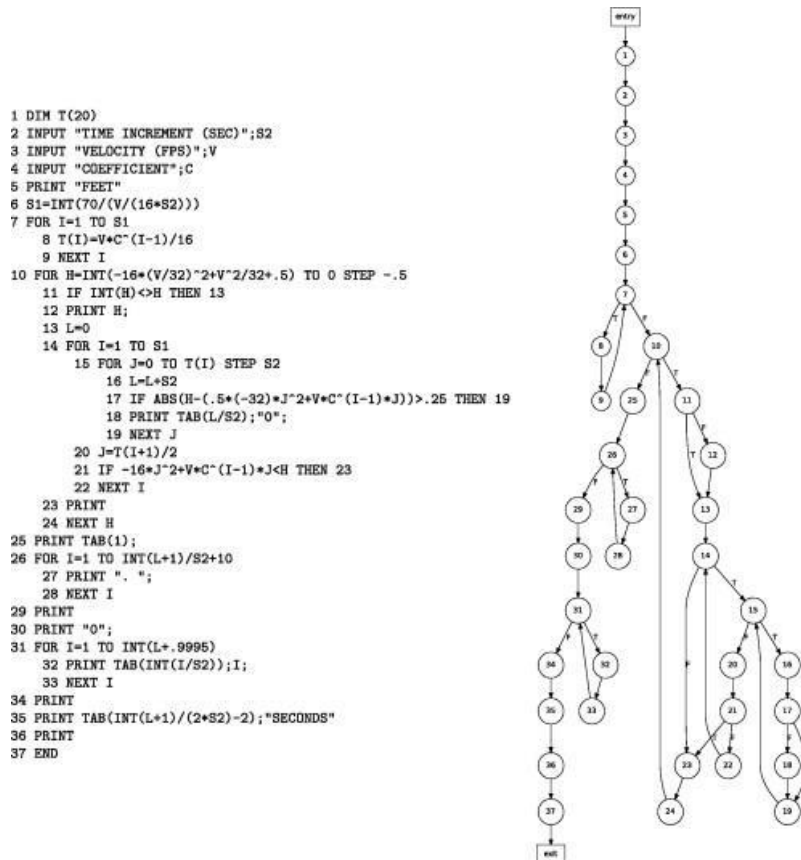 1 DIM T(20)
2 INPUT "TIME INCREMENT (SEC)";S2
3 INPUT "VELOCITY (FPS)";V
4 INPUT "COEFFICIENT";C
5 PRINT "FEET"
6 S1=INT(70/(V/(16*S2)))
7 FOR I=1 TO S1
8 T(I)=V*C^(I-1)/16
9 NEXT I
10 FOR H=INT(-16*(V/32)^2+V^2/32+.5) TO 0 STEP -.5
11 IF INT(H)<>H THEN 13
12 PRINT H;
13 L=0
14 FOR I=1 TO S1
15 FOR J=0 TO T(I) STEP S2
16 L=L+S2
17 IF ABS(H-(.5*(-32)*J^2+V*C^(I-1)*J))>.25 THEN 19
18 PRINT TAB(L/S2);"0";
19 NEXT J
20 J=T(I+1)/2
21 IF -16*J^2+V*C^(I-1)*J<H THEN 23
22 NEXT I
23 PRINT
24 NEXT H
25 PRINT TAB(1);
26 FOR I=1 TO INT(L+1)/S2+10
27 PRINT ". ";
28 NEXT I
29 PRINT
30 PRINT "0";
31 FOR I=1 TO INT(L+.9995)
32 PRINT TAB(INT(I/S2));I;
33 NEXT I
34 PRINT
35 PRINT TAB(INT(L+1)/(2*S2)-2);"SECONDS"
36 PRINT
37 END
entry
1
2
3
4
5
6
7
T F
8 10
F T
9 25 11
F
26 T 12
F T
29 27 13
30 28 14
T
31 15
F T F T
34 32 F 20 16
35 33 21 17
F F
36 23 22 18
37 24 19
exit